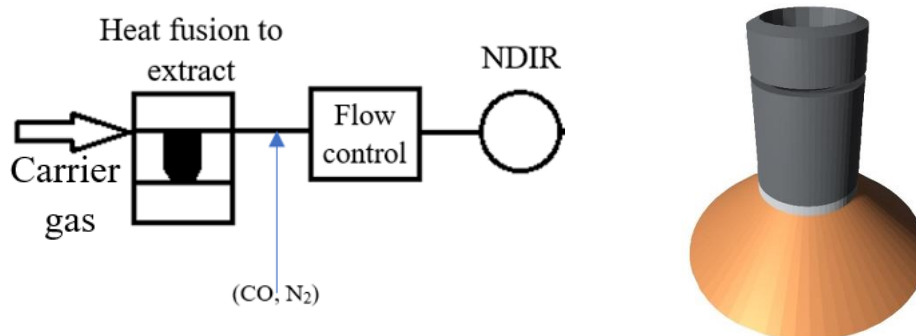 Heat fusion to
extract
NDIR
Flow
control
Carrier
gas
(CO, N₂)